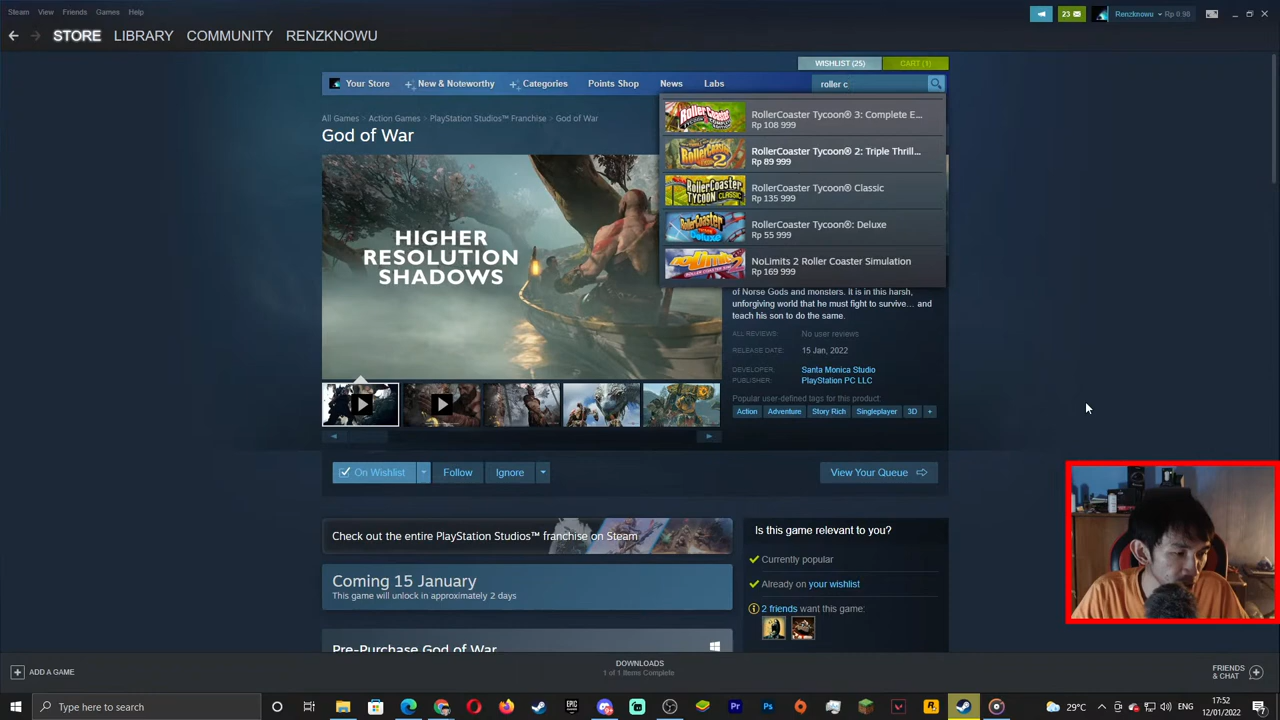 Steam View Friends Games Help
23 Renzknowu Rp 0.98
STORE LIBRARY COMMUNITY RENZKNOWU
WISHLIST (25) CART (1)
Your Store New & Noteworthy Categories Points Shop News Labs roller c
All Games > Action Games > PlayStation Studios™ Franchise > God of War
God of War
RollerCoaster Tycoon® 3: Complete E...
Rp 108 999
RollerCoaster Tycoon® 2: Triple Thrill...
Rp 89 999
RollerCoaster Tycoon® Classic
Rp 135 999
RollerCoaster Tycoon®: Deluxe
Rp 55 999
NoLimits 2 Roller Coaster Simulation
Rp 169 999
HIGHER
RESOLUTION
SHADOWS
of Norse Gods and monsters. It is in this harsh,
unforgiving world that he must fight to survive… and
teach his son to do the same.
ALL REVIEWS: No user reviews
RELEASE DATE: 15 Jan, 2022
DEVELOPER: Santa Monica Studio
PUBLISHER: PlayStation PC LLC
Popular user-defined tags for this product:
Action Adventure Story Rich Singleplayer 3D +
On Wishlist Follow Ignore View Your Queue
Check out the entire PlayStation Studios™ franchise on Steam
Is this game relevant to you?
Currently popular
Coming 15 January
This game will unlock in approximately 2 days
Already on your wishlist
2 friends want this game:
Pre-Purchase God of War
ADD A GAME
DOWNLOADS
1 of 1 Items Complete
FRIENDS
& CHAT
Type here to search
29°C ENG
17:52
12/01/2022